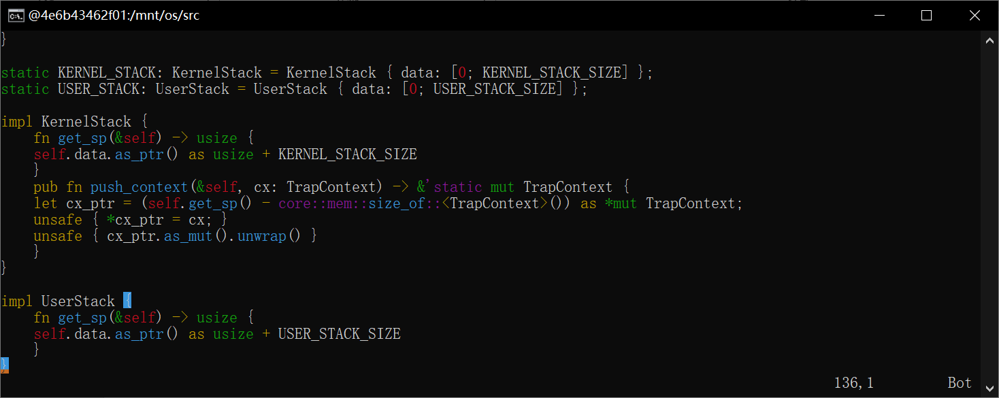 @4e6b43462f01:/mnt/os/src
}
static KERNEL_STACK: KernelStack = KernelStack { data: [0; KERNEL_STACK_SIZE] };
static USER_STACK: UserStack = UserStack { data: [0; USER_STACK_SIZE] };
impl KernelStack {
    fn get_sp(&self) -> usize {
    self.data.as_ptr() as usize + KERNEL_STACK_SIZE
    }
    pub fn push_context(&self, cx: TrapContext) -> &'static mut TrapContext {
    let cx_ptr = (self.get_sp() - core::mem::size_of::<TrapContext>()) as *mut TrapContext;
    unsafe { *cx_ptr = cx; }
    unsafe { cx_ptr.as_mut().unwrap() }
    }
}
impl UserStack {
    fn get_sp(&self) -> usize {
    self.data.as_ptr() as usize + USER_STACK_SIZE
    }
}
136,1 Bot